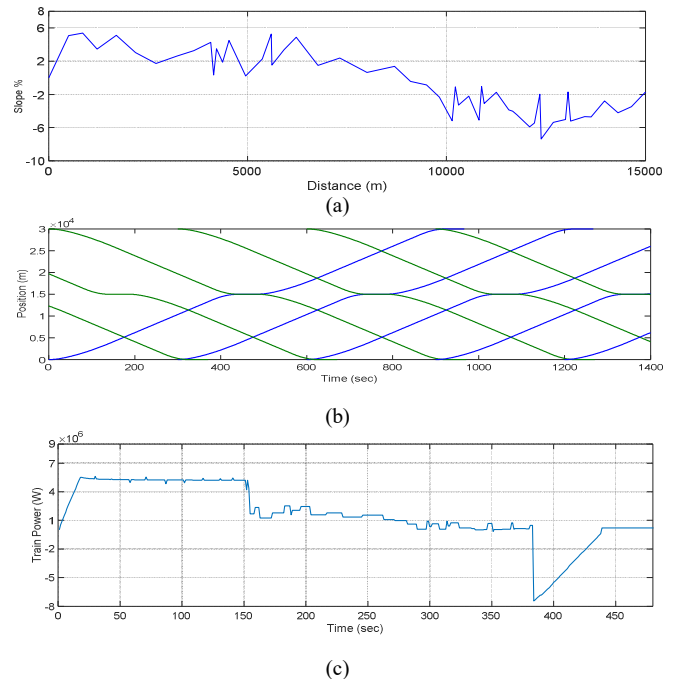 8
6
2
-2
-6
-10
Slope %
0 5000 10000 15000
Distance (m)
(a)
×10⁴
3
2.5
2
1.5
1
0.5
0
Position (m)
0 200 400 600 800 1000 1200 1400
Time (sec)
(b)
×10⁶
9
7
4
1
-2
-5
-8
Train Power (W)
0 50 100 150 200 250 300 350 400 450
Time (sec)
(c)